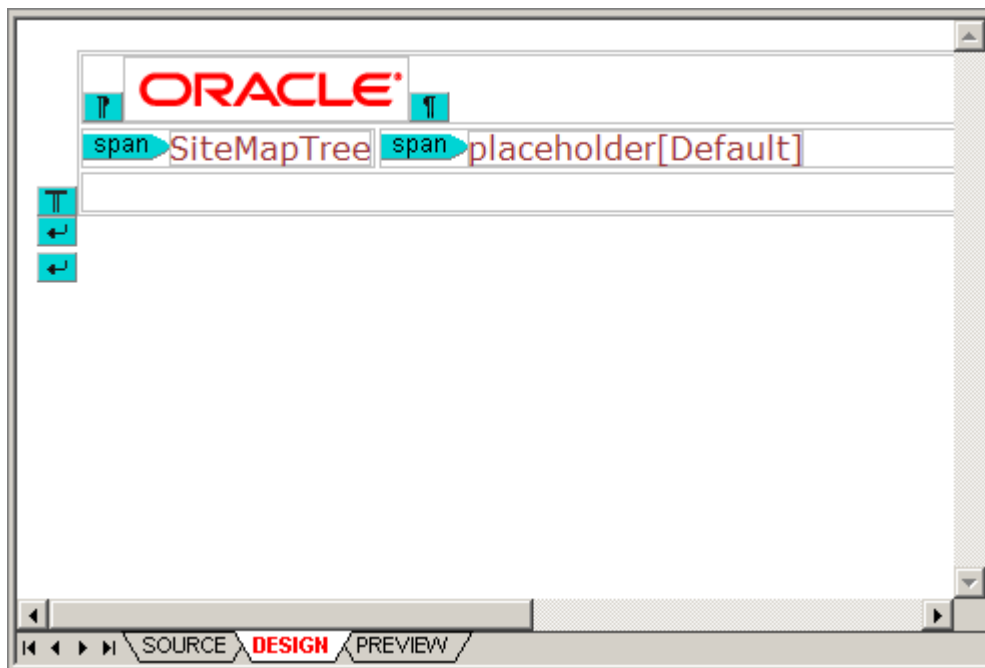 ORACLE
span SiteMapTree span placeholder[Default]
SOURCE DESIGN PREVIEW